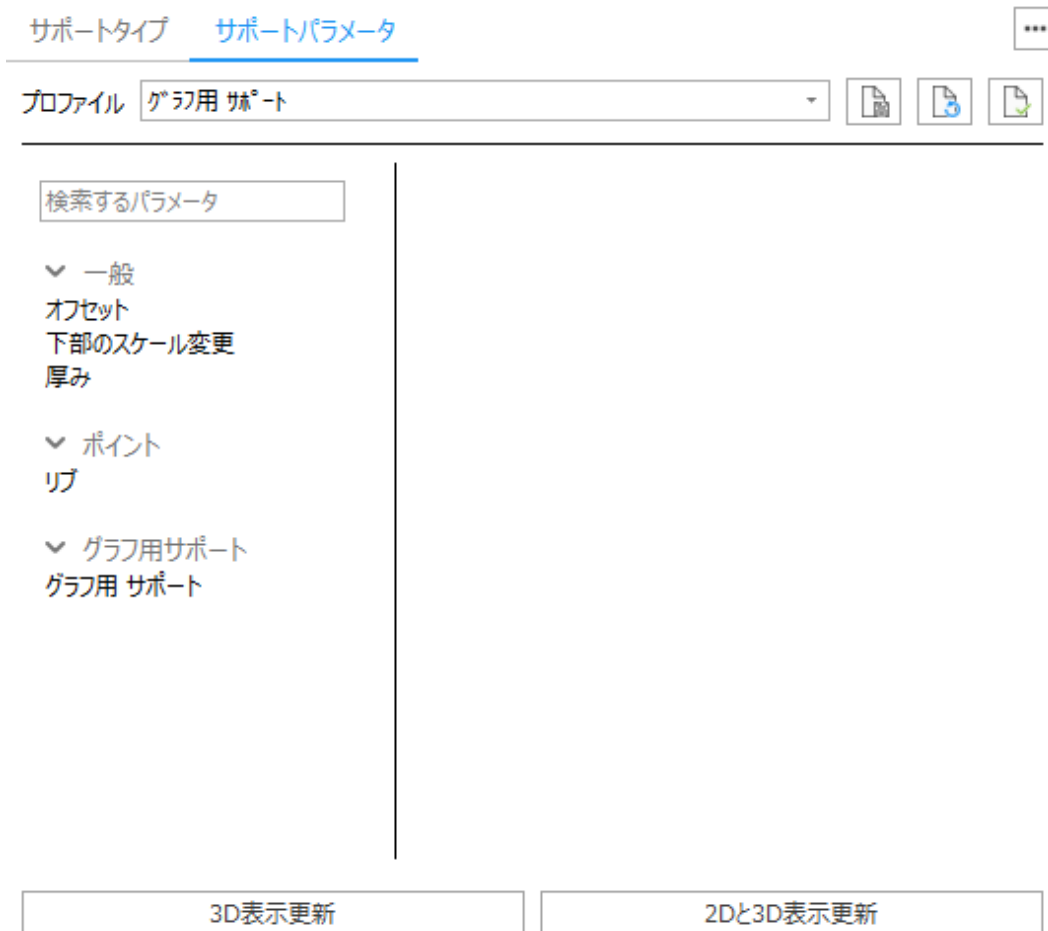 サポートタイプ サポートパラメータ
プロファイル グラフ用 サポート
検索するパラメータ
一般
オフセット
下部のスケール変更
厚み
ポイント
リブ
グラフ用サポート
グラフ用 サポート
3D表示更新 2Dと3D表示更新